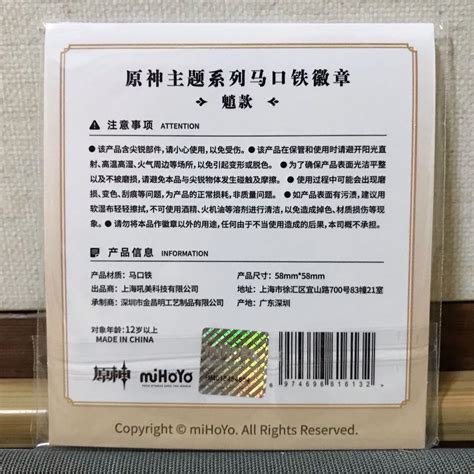 原神主题系列马口铁徽章
魈款
注意事项 ATTENTION
● 该产品含尖锐部件,请小心使用,以免受伤。● 该产品在保管和使用时请避开阳光直
射、高温高湿、火气周边等场所,以免引起变形或脱色。● 为了确保产品表面光洁平整
以及不被磨损,请避免本品与尖锐物体发生碰触及摩擦。● 使用过程中可能会出现磨
损、变色、刮痕等问题,为产品的正常损耗,非质量问题。● 如产品表面有污渍,建议用
软湿布轻轻擦拭,不可使用酒精、火机油等溶剂进行清洁,以免造成掉色、材质损伤等现
象。● 请勿将本品作徽章以外的用途,任何由于不当使用造成的后果,本司概不承担。
产品信息 INFORMATION
产品材质:马口铁 产品尺寸:58mm*58mm
出品商:上海吼美科技有限公司 地址:上海市徐汇区宜山路700号83幢21室
承制商:深圳市金昌明工艺制品有限公司 产地:广东深圳
对象年龄:12岁以上
MADE IN CHINA
原神 miHoYo
TECH OTAKUS SAVE THE WORLD
6 974696 616132
Copyright © miHoYo. All Rights Reserved.